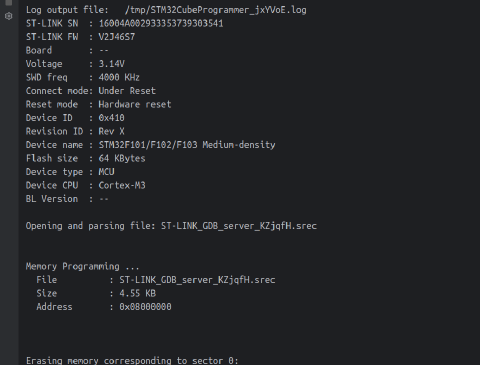 Log output file:   /tmp/STM32CubeProgrammer_jxYVoE.log
ST-LINK SN  : 16004A002933353739303541
ST-LINK FW  : V2J46S7
Board       : --
Voltage     : 3.14V
SWD freq    : 4000 KHz
Connect mode: Under Reset
Reset mode  : Hardware reset
Device ID   : 0x410
Revision ID : Rev X
Device name : STM32F101/F102/F103 Medium-density
Flash size  : 64 KBytes
Device type : MCU
Device CPU  : Cortex-M3
BL Version  : --
Opening and parsing file: ST-LINK_GDB_server_KZjqfH.srec
Memory Programming ...
  File          : ST-LINK_GDB_server_KZjqfH.srec
  Size          : 4.55 KB
  Address       : 0x08000000
Erasing memory corresponding to sector 0: